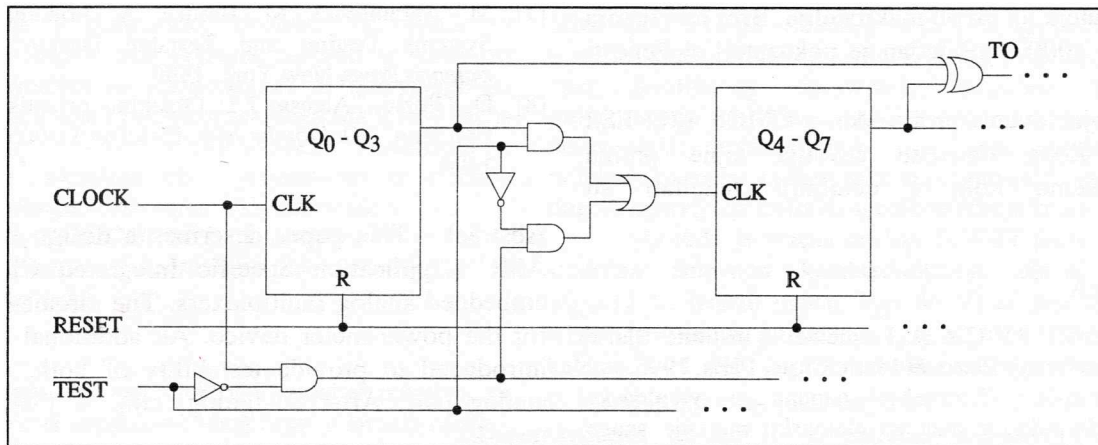 TO
Q0 - Q3
Q4 - Q7
CLOCK
CLK
CLK
R
R
RESET
TEST